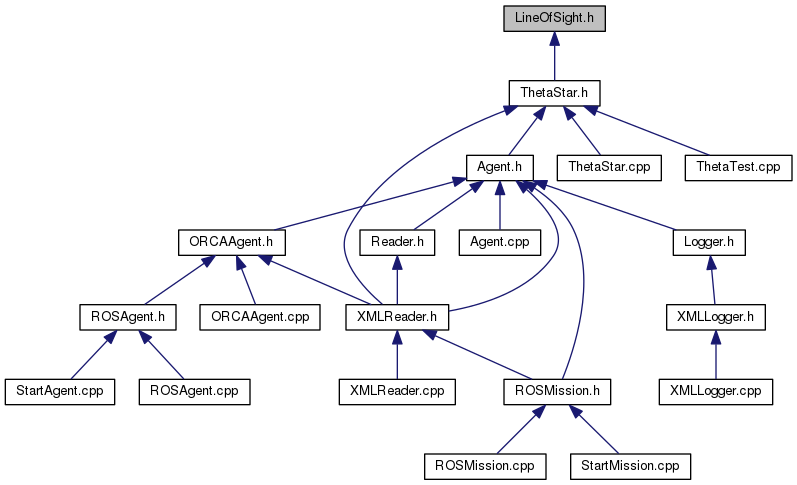 LineOfSight.h
ThetaStar.h
Agent.h
ThetaStar.cpp
ThetaTest.cpp
ORCAAgent.h
Reader.h
Agent.cpp
Logger.h
ROSAgent.h
ORCAAgent.cpp
XMLReader.h
XMLLogger.h
StartAgent.cpp
ROSAgent.cpp
XMLReader.cpp
ROSMission.h
XMLLogger.cpp
ROSMission.cpp
StartMission.cpp